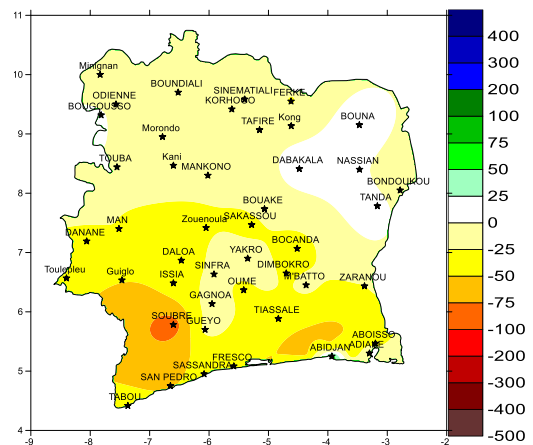 11
400
Minignan
10
300
BOUNDIALI
SINEMATIALI FERKE
ODIENNE
KORHOGO
200
BOUGOUSSO
BOUNA
100
TAFIRE
Kong
9
Morondo
75
TOUBA
Kani
MANKONO
DABAKALA
NASSIAN
50
BONDOUKOU
25
8
TANDA
BOUAKE
0
MAN
Zouenoula
SAKASSOU
DANANE
BOCANDA
-25
7
DALOA
YAKRO
Toulepleu
Guiglo
ISSIA
SINFRA
DIMBOKRO
M'BATTO
ZARANOU
-50
OUME
GAGNOA
-75
6
SOUBRE
GUEYO
TIASSALE
-100
ABOISSO
ABIDJAN
ADIAKE
FRESCO
SASSANDRA
-200
5
SAN PEDRO
TABOU
-300
-400
4
-500
-9
-8
-7
-6
-5
-4
-3
-2